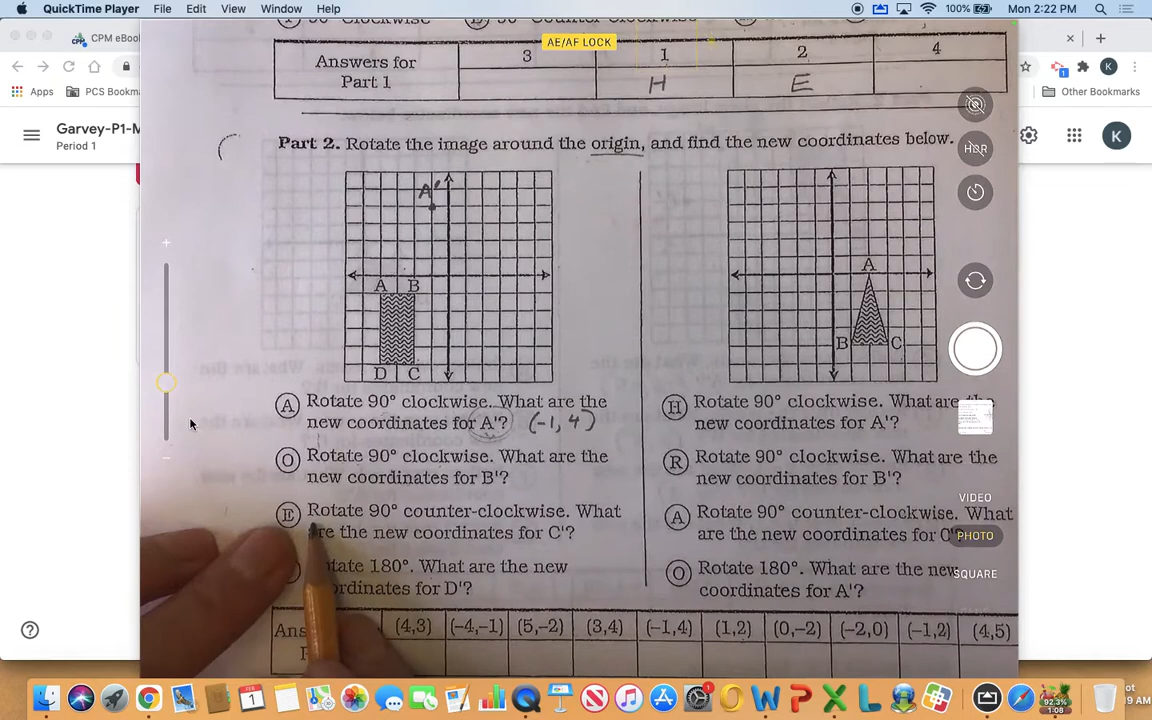 QuickTime Player File Edit View Window Help
100% Mon 2:22 PM
CPM eBoo
Apps PCS Bookma
Other Bookmarks
Garvey-P1-M
Period 1
K
K
AE/AF LOCK
Answers for
Part 1
3 1 2 4
H E
HDR
Part 2. Rotate the image around the origin, and find the new coordinates below.
A'
A B
D C
A
B C
A Rotate 90° clockwise. What are the
new coordinates for A'? (-1, 4)
O Rotate 90° clockwise. What are the
new coordinates for B'?
E Rotate 90° counter-clockwise. What
are the new coordinates for C'?
tate 180°. What are the new
ordinates for D'?
H Rotate 90° clockwise. What are the
new coordinates for A'?
R Rotate 90° clockwise. What are the
new coordinates for B'?
A Rotate 90° counter-clockwise. What
are the new coordinates for C'?
O Rotate 180°. What are the new
coordinates for A'?
VIDEO
PHOTO
SQUARE
Ans
(4,3) (-4,-1) (5,-2) (3,4) (-1,4) (1,2) (0,-2) (-2,0) (-1,2) (4,5)